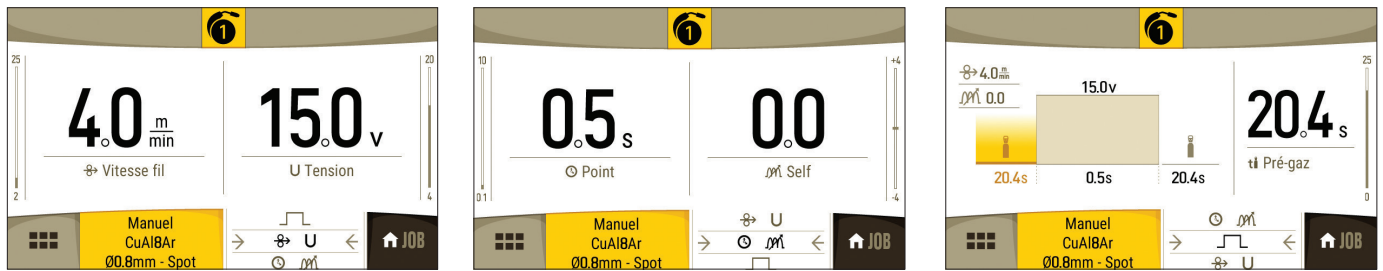 1
25
20
4.0 m/min
15.0 v
Vitesse fil
U Tension
2
4
Manuel
CuAl8Ar
Ø0.8mm - Spot
U
JOB
1
10
+4
0.5 s
0.0
Point
Self
0.1
-4
Manuel
CuAl8Ar
Ø0.8mm - Spot
U
JOB
1
4.0 m/min
0.0
15.0v
25
20.4 s
Pré-gaz
20.4s
0.5s
20.4s
0
Manuel
CuAl8Ar
Ø0.8mm - Spot
U
JOB